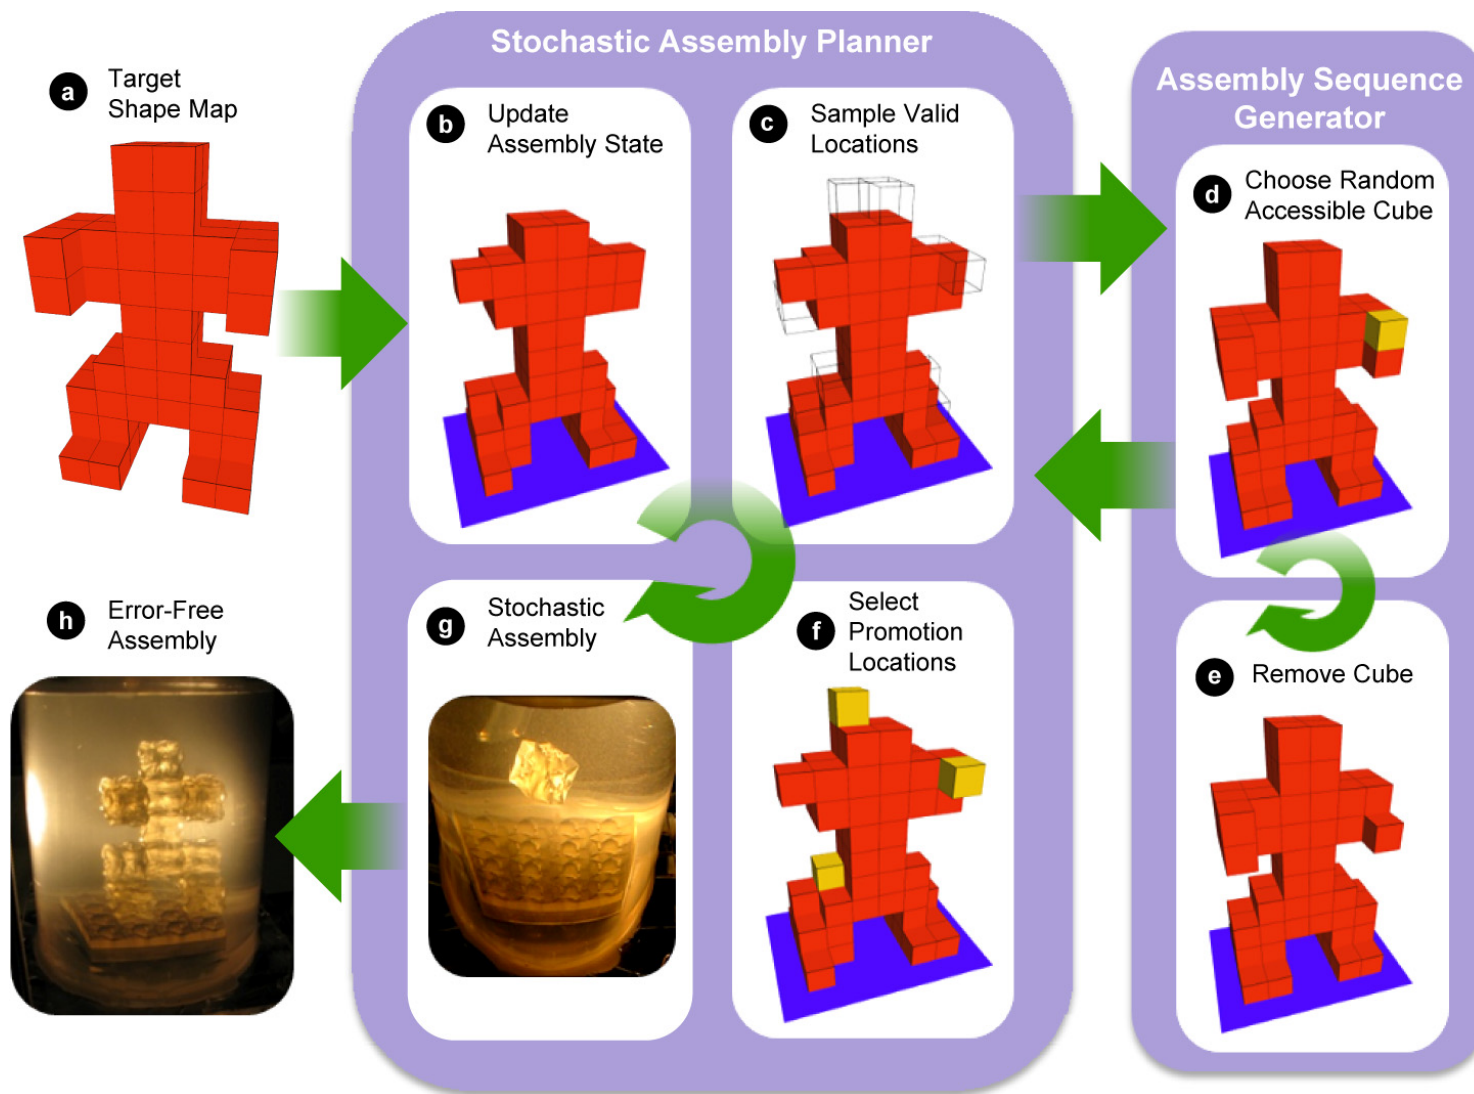 Stochastic Assembly Planner
Assembly Sequence
Generator
a
Target
Shape Map
b
Update
Assembly State
c
Sample Valid
Locations
d
Choose Random
Accessible Cube
h
Error-Free
Assembly
g
Stochastic
Assembly
f
Select
Promotion
Locations
e
Remove Cube